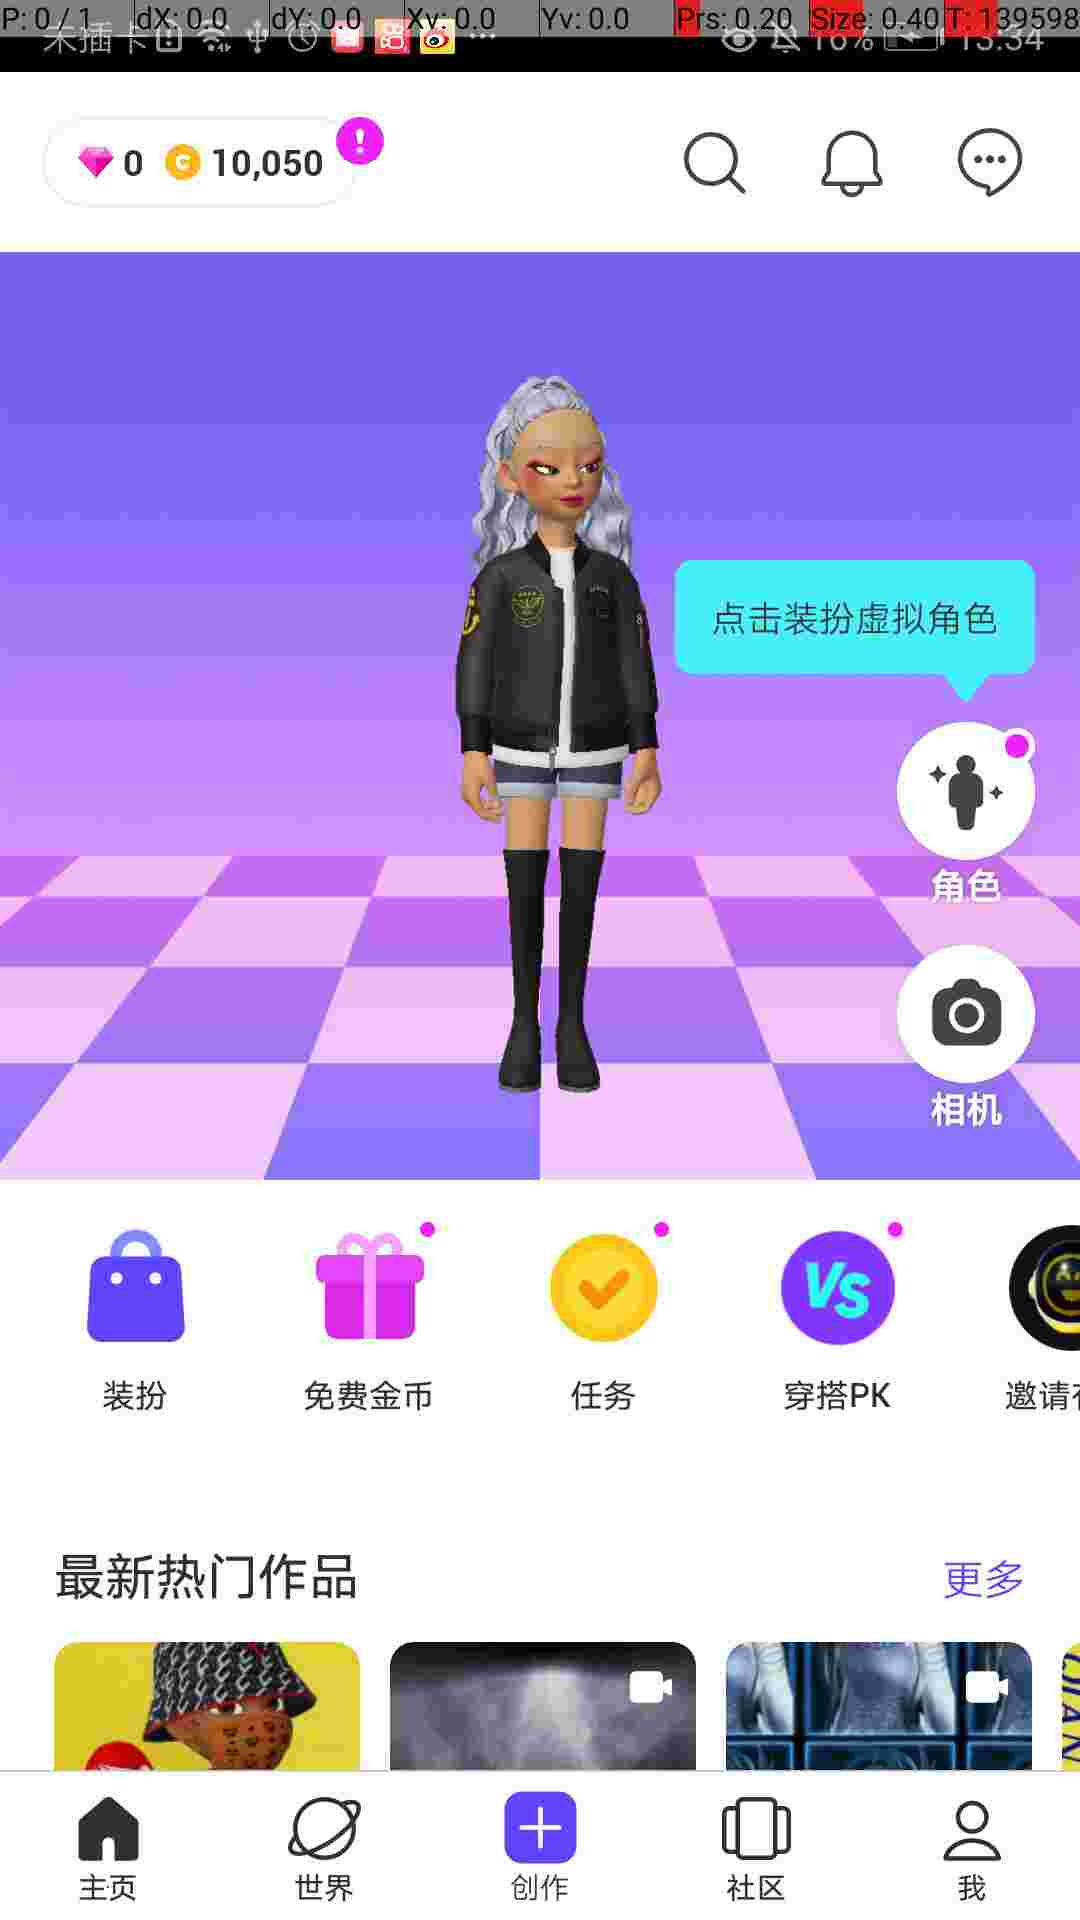 P: 0 / 1 dX: 0.0 dY: 0.0 Xv: 0.0 Yv: 0.0 Prs: 0.20 Size: 0.40 T: 139598
未插卡 16% 13:34
0 10,050
点击装扮虚拟角色
角色
相机
VS
装扮 免费金币 任务 穿搭PK 邀请
最新热门作品 更多
主页 世界 创作 社区 我